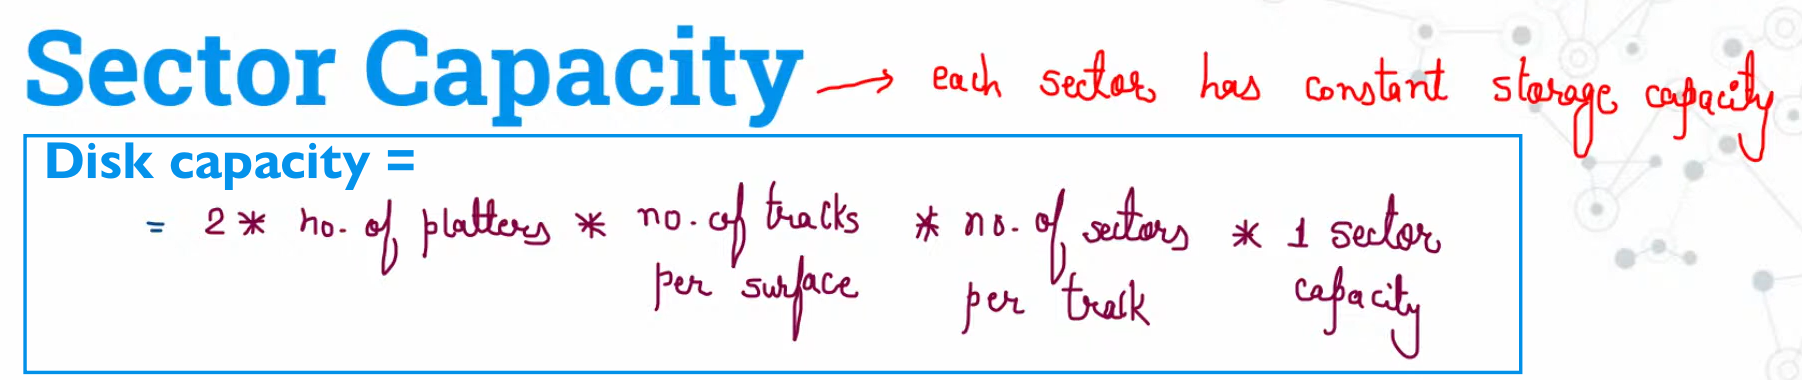 Sector Capacity → each sector has constant storage capacity
Disk capacity =
= 2 * no. of platters * no. of tracks * no. of sectors * 1 sector
per surface per track capacity